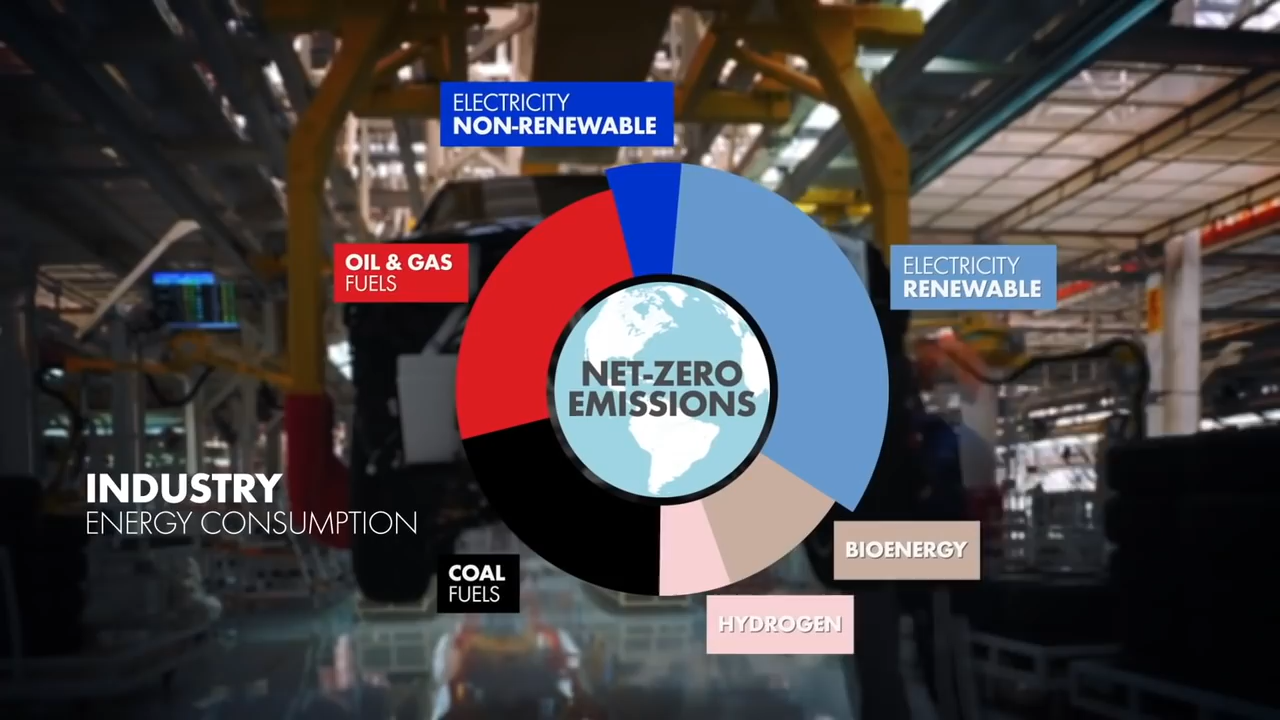 ELECTRICITY
NON-RENEWABLE
OIL & GAS
FUELS
ELECTRICITY
RENEWABLE
NET-ZERO
EMISSIONS
INDUSTRY
ENERGY CONSUMPTION
COAL
FUELS
BIOENERGY
HYDROGEN